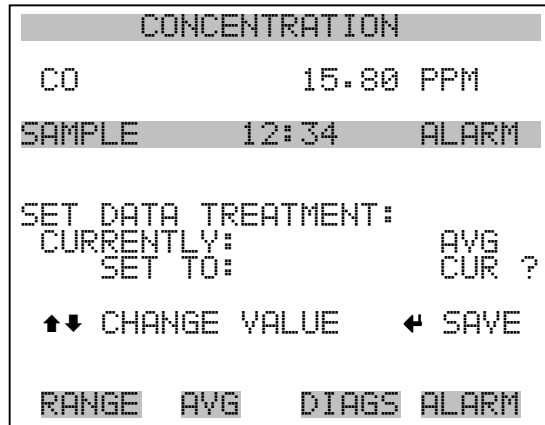 CONCENTRATION
CO 15.80 PPM
SAMPLE 12:34 ALARM
SET DATA TREATMENT:
CURRENTLY: AVG
SET TO: CUR ?
⬆⬇ CHANGE VALUE ↵ SAVE
RANGE AVG DIAGS ALARM